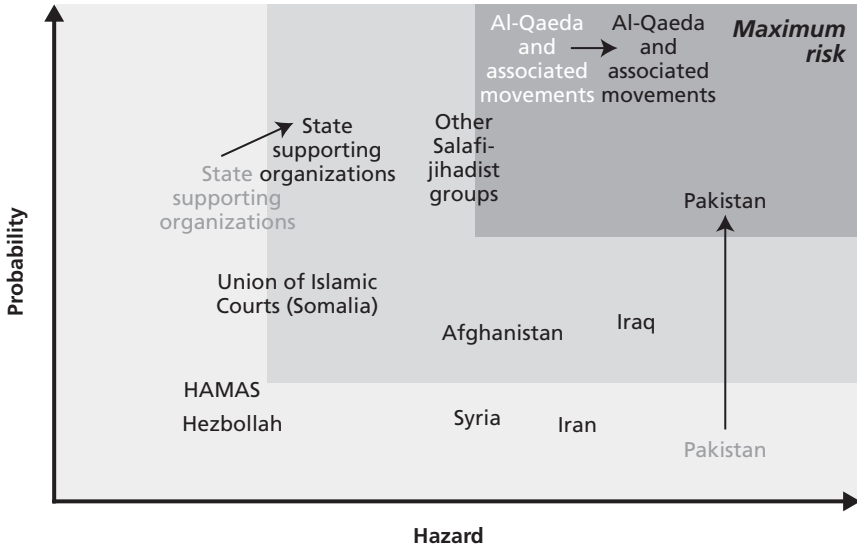 Al-Qaeda
and
associated
movements
Al-Qaeda
and
associated
movements
Maximum
risk
State
supporting
organizations
Other
Salafi-
jihadist
groups
State
supporting
organizations
Pakistan
Probability
Union of Islamic
Courts (Somalia)
Afghanistan
Iraq
HAMAS
Hezbollah
Syria
Iran
Pakistan
Hazard